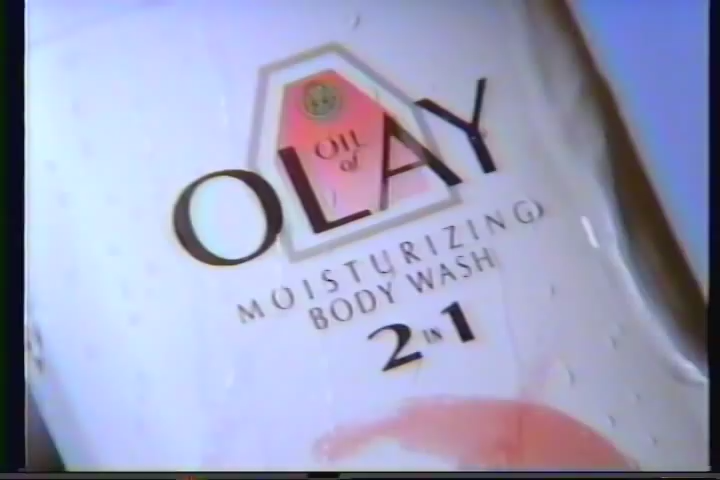 OIL
of
OLAY
MOISTURIZING
BODY WASH
2 IN 1